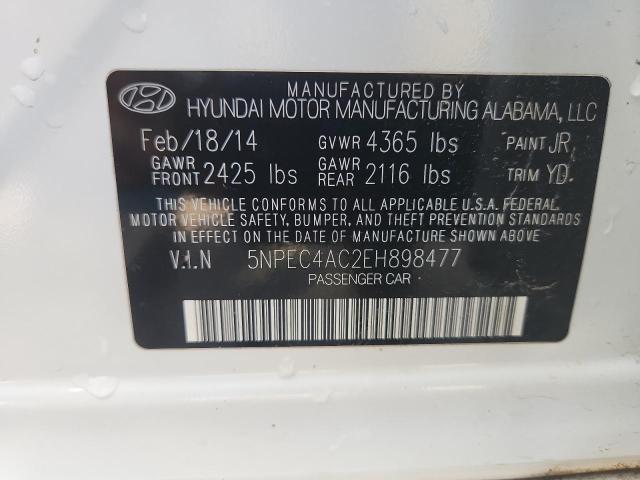 MANUFACTURED BY
HYUNDAI MOTOR MANUFACTURING ALABAMA, LLC
Feb/18/14 GVWR 4365 lbs PAINT JR
GAWR FRONT 2425 lbs GAWR REAR 2116 lbs TRIM YD
THIS VEHICLE CONFORMS TO ALL APPLICABLE U.S.A. FEDERAL
MOTOR VEHICLE SAFETY, BUMPER, AND THEFT PREVENTION STANDARDS
IN EFFECT ON THE DATE OF MANUFACTURE SHOWN ABOVE.
V.I.N 5NPEC4AC2EH898477
PASSENGER CAR